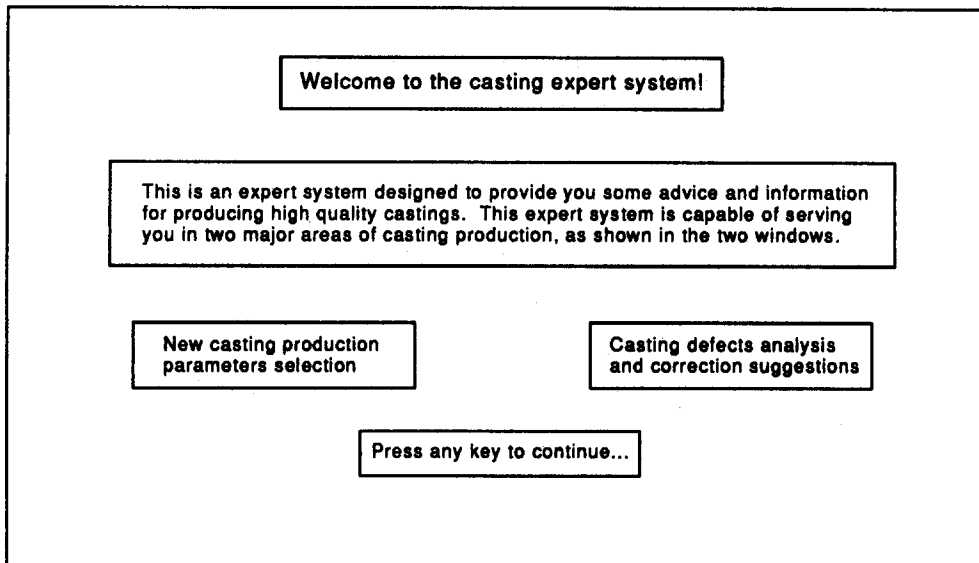 Welcome to the casting expert system!
This is an expert system designed to provide you some advice and information
for producing high quality castings. This expert system is capable of serving
you in two major areas of casting production, as shown in the two windows.
New casting production
parameters selection
Casting defects analysis
and correction suggestions
Press any key to continue...